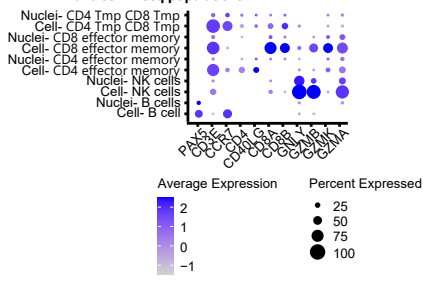 Nuclei- CD4 Tmp CD8 Tmp
Cell- CD4 Tmp CD8 Tmp
Nuclei- CD8 effector memory
Cell- CD8 effector memory
Nuclei- CD4 effector memory
Cell- CD4 effector memory
Nuclei- NK cells
Cell- NK cells
Nuclei- B cells
Cell- B cell
PAX5
CD3E
CCR7
CD4
CD40LG
CD8A
CD8B
GNLY
GZMB
GZMK
GZMA
Average Expression
2
1
0
−1
Percent Expressed
25
50
75
100